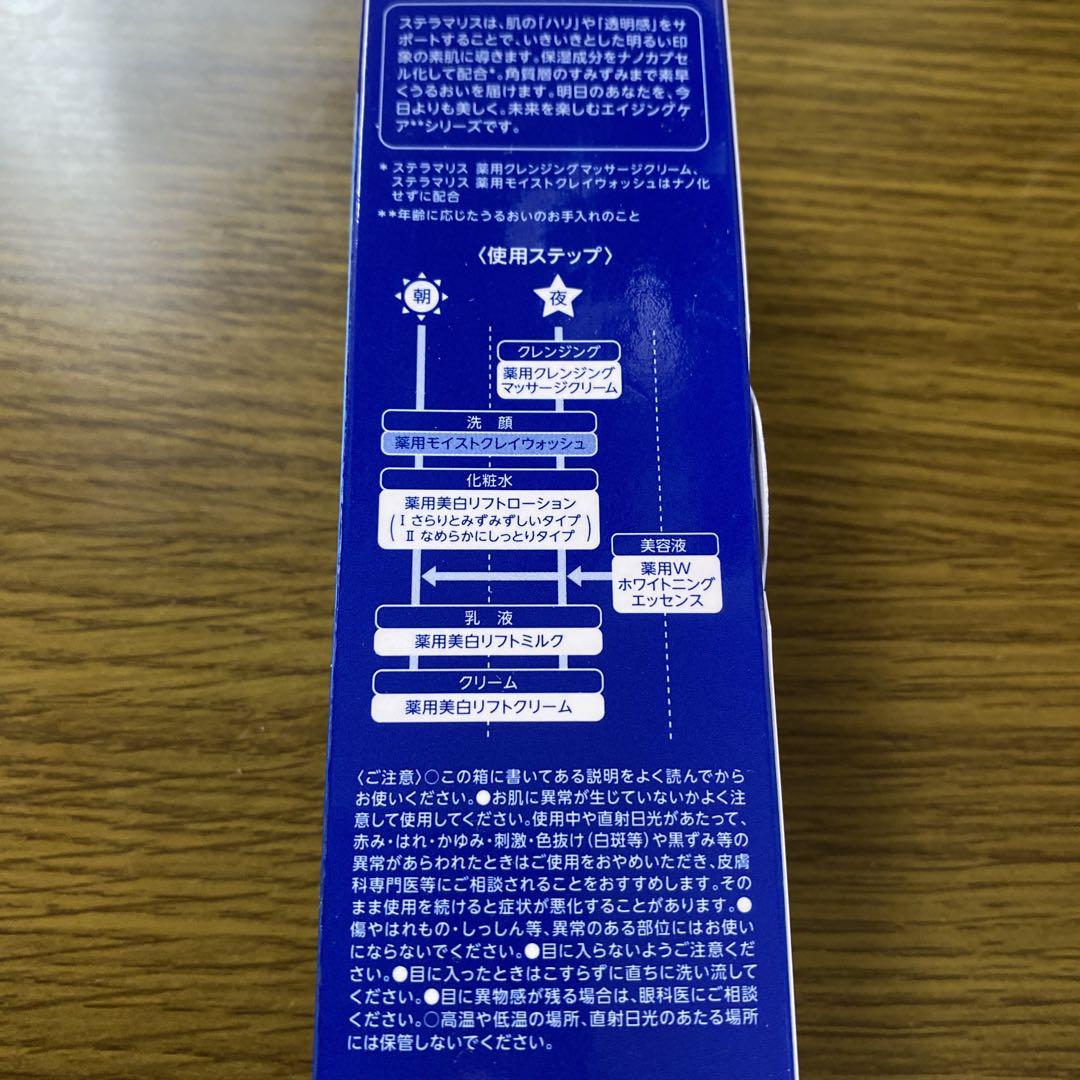 ステラマリスは、肌の「ハリ」や「透明感」をサ
ポートすることで、いきいきとした明るい印
象の素肌に導きます。保湿成分をナノカプセ
ル化して配合*。角質層のすみずみまで素早
くうるおいを届けます。明日のあなたを、今
日よりも美しく。未来を楽しむエイジングケ
ア**シリーズです。
* ステラマリス 薬用クレンジングマッサージクリーム、
ステラマリス 薬用モイストクレイウォッシュはナノ化
せずに配合
**年齢に応じたうるおいのお手入れのこと
〈使用ステップ〉
朝
夜
クレンジング
薬用クレンジング
マッサージクリーム
洗 顔
薬用モイストクレイウォッシュ
化粧水
薬用美白リフトローション
(Ⅰ さらりとみずみずしいタイプ
Ⅱ なめらかにしっとりタイプ)
美容液
薬用W
ホワイトニング
エッセンス
乳 液
薬用美白リフトミルク
クリーム
薬用美白リフトクリーム
〈ご注意〉○この箱に書いてある説明をよく読んでから
お使いください。●お肌に異常が生じていないかよく注
意して使用してください。使用中や直射日光があたって、
赤み・はれ・かゆみ・刺激・色抜け(白斑等)や黒ずみ等の
異常があらわれたときはご使用をおやめいただき、皮膚
科専門医等にご相談されることをおすすめします。その
まま使用を続けると症状が悪化することがあります。●
傷やはれもの・しっしん等、異常のある部位にはお使い
にならないでください。●目に入らないようご注意くだ
さい。●目に入ったときはこすらずに直ちに洗い流して
ください。●目に異物感が残る場合は、眼科医にご相談
ください。○高温や低温の場所、直射日光のあたる場所
には保管しないでください。